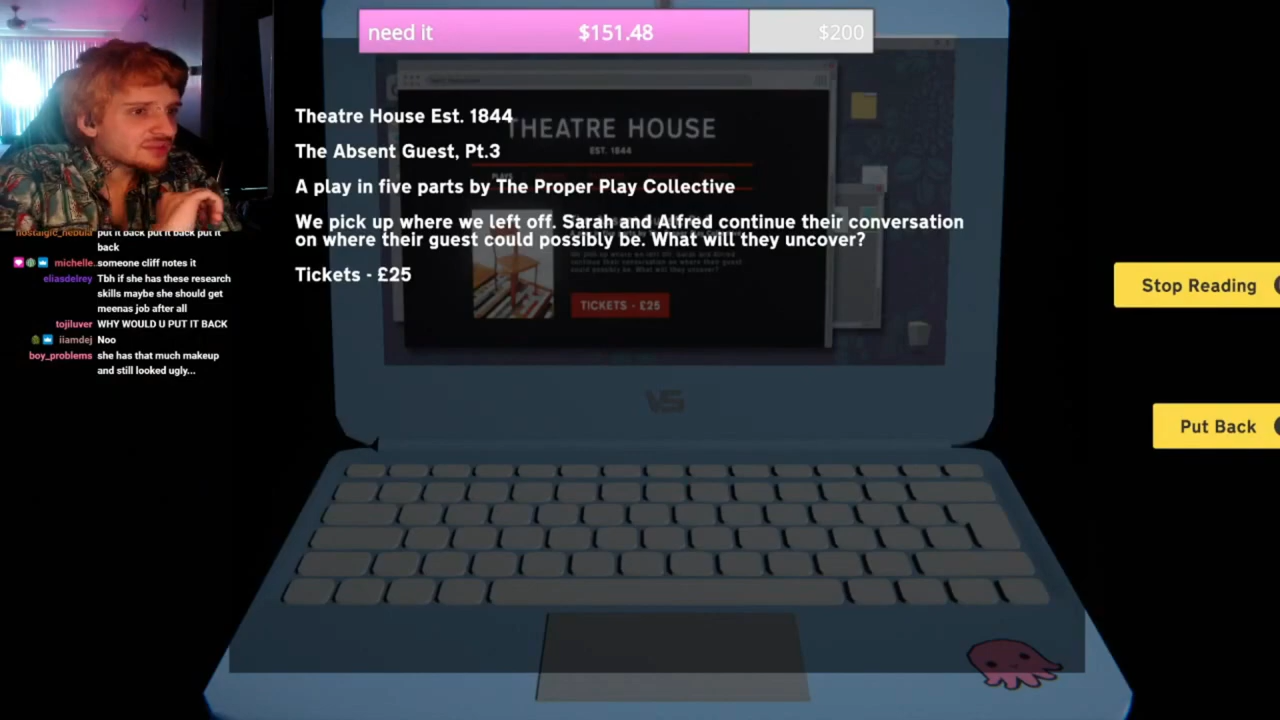 need it $151.48 $200
Theatre House Est. 1844
The Absent Guest, Pt.3
A play in five parts by The Proper Play Collective
We pick up where we left off. Sarah and Alfred continue their conversation
on where their guest could possibly be. What will they uncover?
Tickets - £25
THEATRE HOUSE
EST. 1844
PLAYS
TICKETS - £25
Stop Reading
Put Back
VS
nostalgic_nebula put it back put it back put it
back
michelle.. someone cliff notes it
eliasdelrey Tbh if she has these research
skills maybe she should get
meenas job after all
tojiluver WHY WOULD U PUT IT BACK
iiamdej Noo
boy_problems she has that much makeup
and still looked ugly...